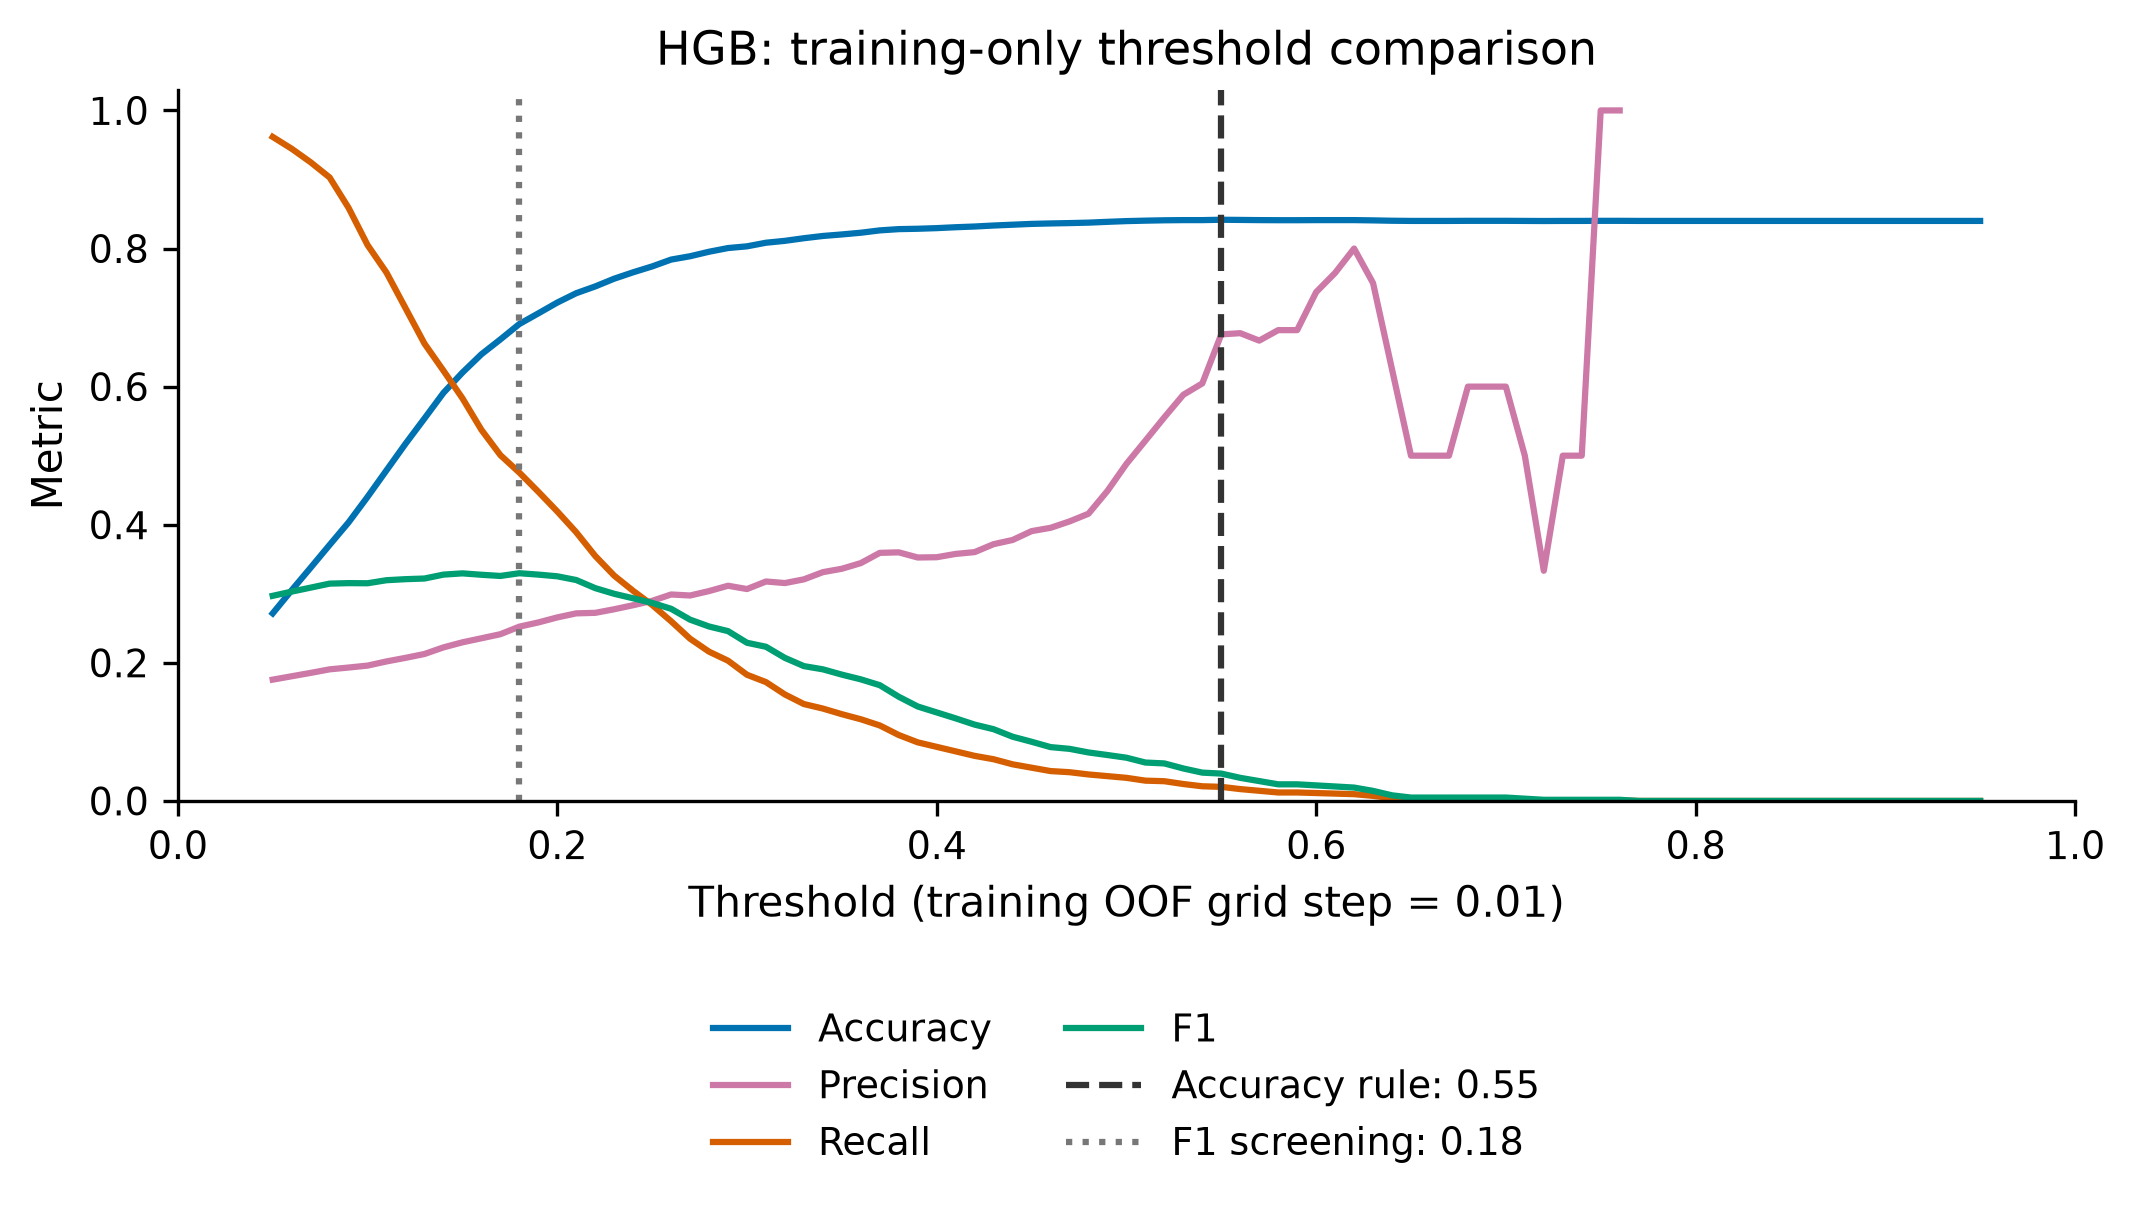 HGB: training-only threshold comparison
Metric
1.0
0.8
0.6
0.4
0.2
0.0
0.0 0.2 0.4 0.6 0.8 1.0
Threshold (training OOF grid step = 0.01)
Accuracy
Precision
Recall
F1
Accuracy rule: 0.55
F1 screening: 0.18